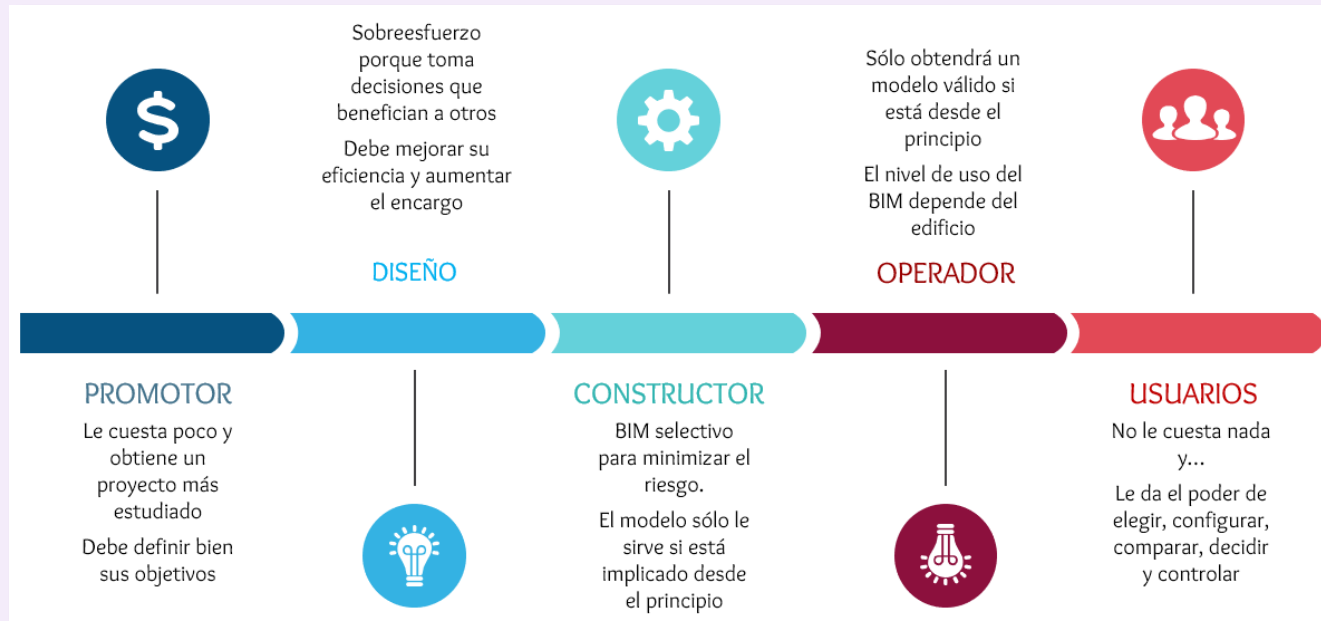 $
PROMOTOR
Le cuesta poco y
obtiene un
proyecto más
estudiado
Debe definir bien
sus objetivos
Sobreesfuerzo
porque toma
decisiones que
benefician a otros
Debe mejorar su
eficiencia y aumentar
el encargo
DISEÑO
CONSTRUCTOR
BIM selectivo
para minimizar el
riesgo.
El modelo sólo le
sirve si está
implicado desde
el principio
Sólo obtendrá un
modelo válido si
está desde el
principio
El nivel de uso del
BIM depende del
edificio
OPERADOR
USUARIOS
No le cuesta nada
y...
Le da el poder de
elegir, configurar,
comparar, decidir
y controlar